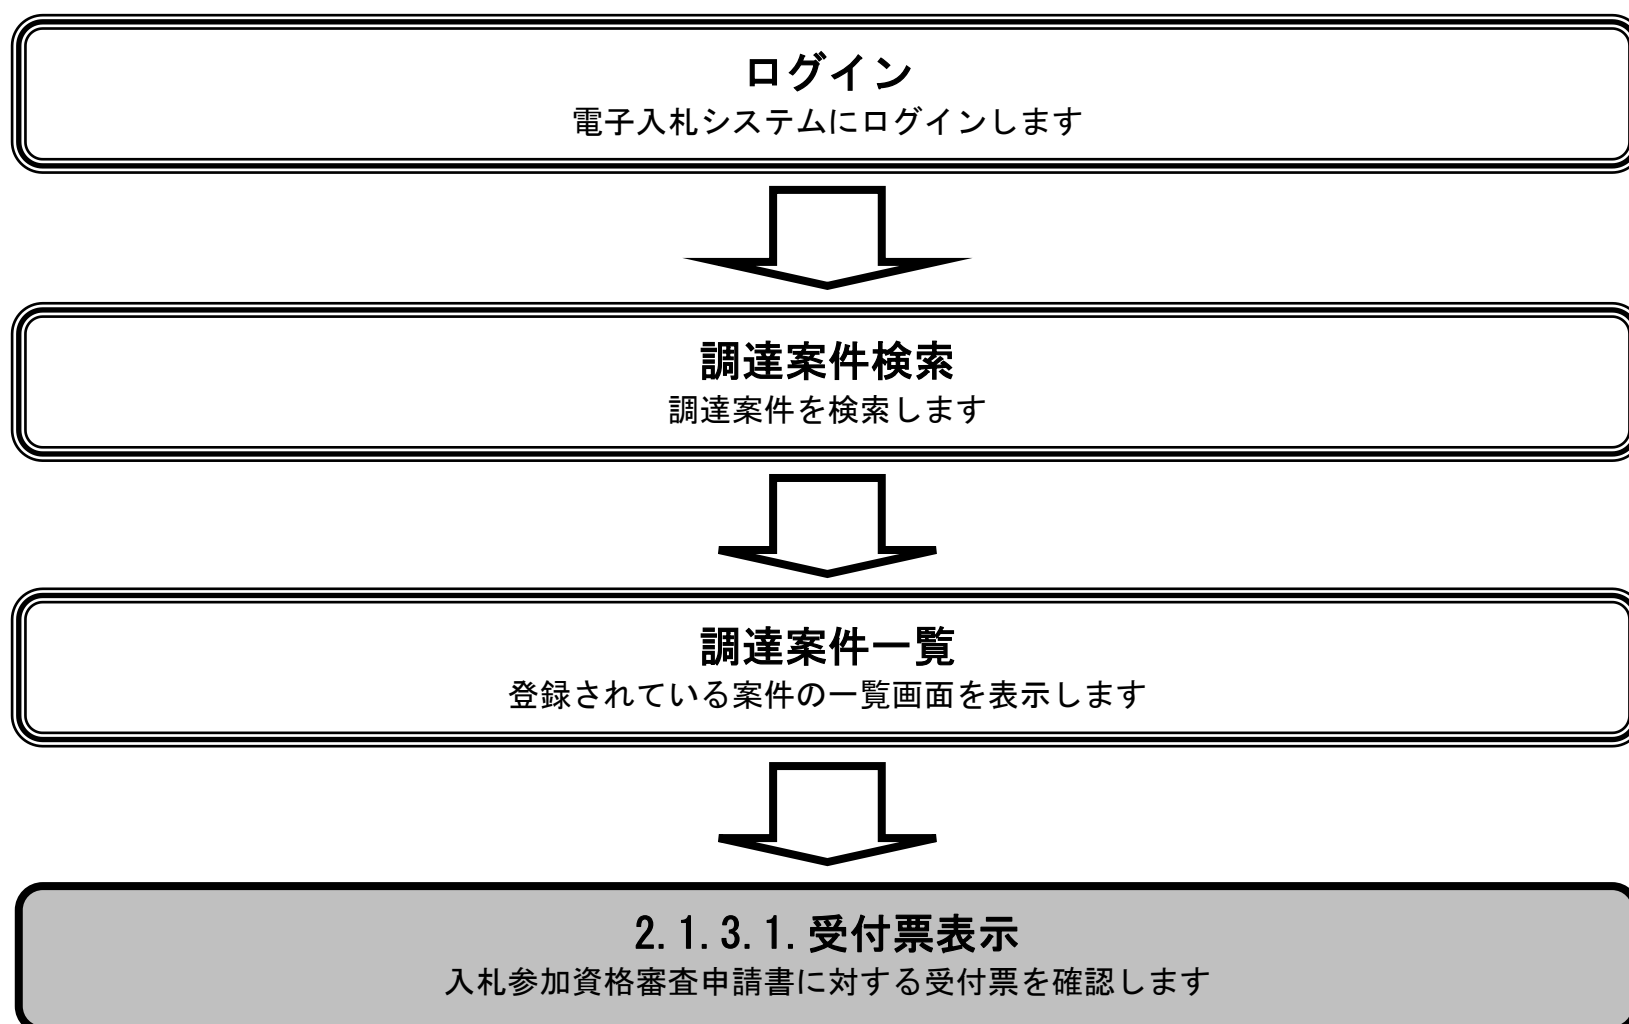 ログイン
電子入札システムにログインします
調達案件検索
調達案件を検索します
調達案件一覧
登録されている案件の一覧画面を表示します
2.1.3.1.受付票表示
入札参加資格審査申請書に対する受付票を確認します